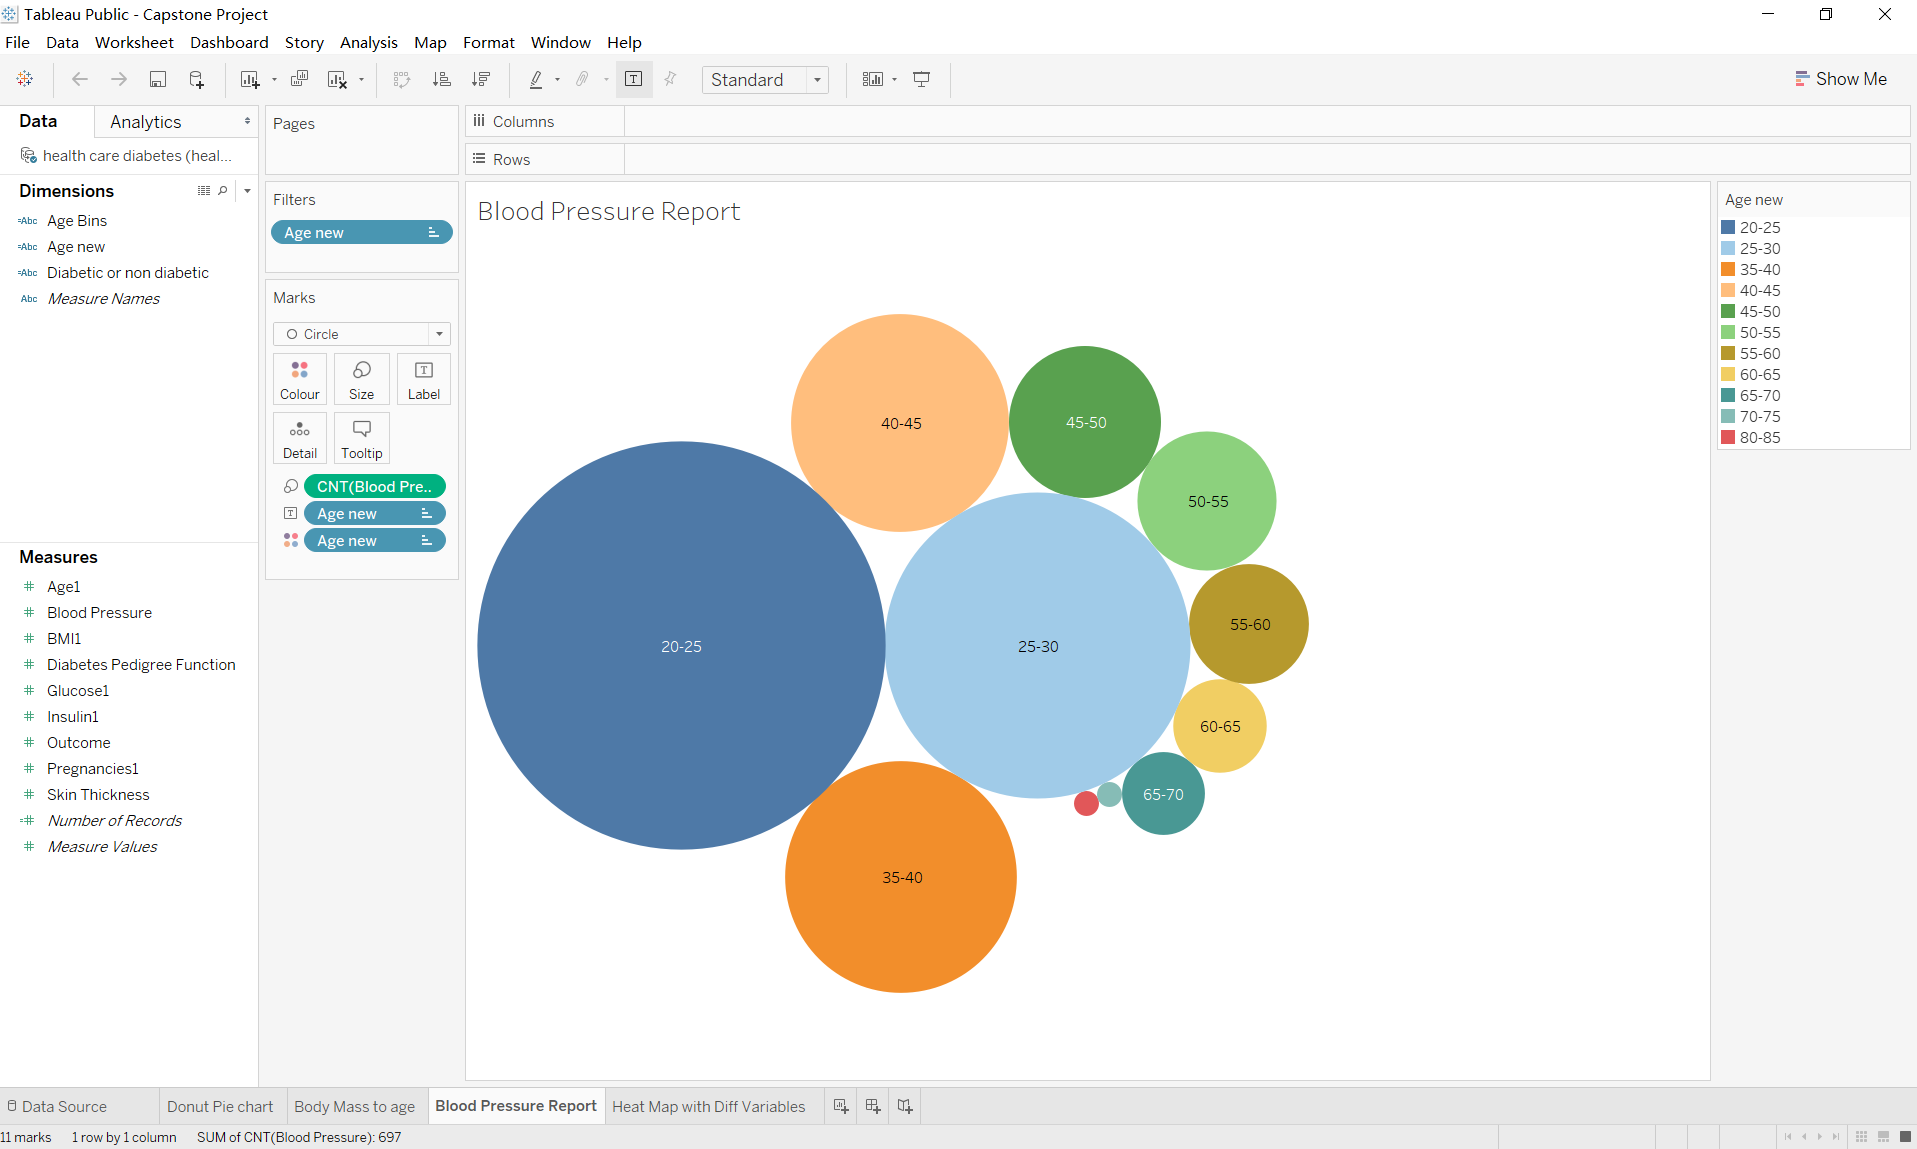 Tableau Public - Capstone Project
File Data Worksheet Dashboard Story Analysis Map Format Window Help
Standard
Show Me
Data
Analytics
health care diabetes (heal...
Dimensions
Abc Age Bins
Abc Age new
Abc Diabetic or non diabetic
Abc Measure Names
Measures
Age1
Blood Pressure
BMI1
Diabetes Pedigree Function
Glucose1
Insulin1
Outcome
Pregnancies1
Skin Thickness
Number of Records
Measure Values
Pages
Filters
Age new
Marks
Circle
Colour
Size
T
Label
Detail
Tooltip
CNT(Blood Pre..
T Age new
Age new
Columns
Rows
Blood Pressure Report
40-45
45-50
50-55
20-25
25-30
55-60
60-65
65-70
35-40
Age new
20-25
25-30
35-40
40-45
45-50
50-55
55-60
60-65
65-70
70-75
80-85
Data Source
Donut Pie chart
Body Mass to age
Blood Pressure Report
Heat Map with Diff Variables
11 marks
1 row by 1 column
SUM of CNT(Blood Pressure): 697